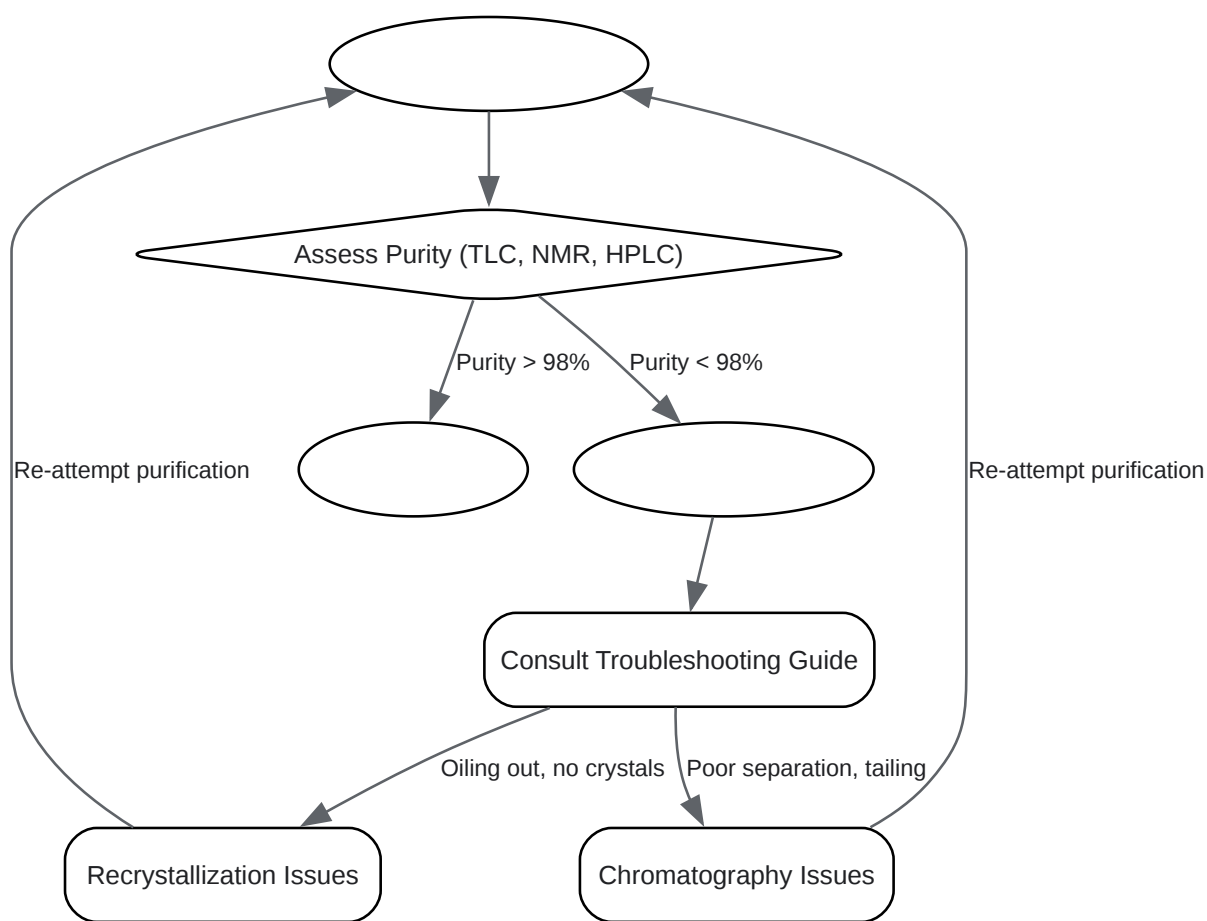 Assess Purity (TLC, NMR, HPLC)
Purity > 98%
Purity < 98%
Re-attempt purification
Re-attempt purification
Consult Troubleshooting Guide
Oiling out, no crystals
Poor separation, tailing
Recrystallization Issues
Chromatography Issues